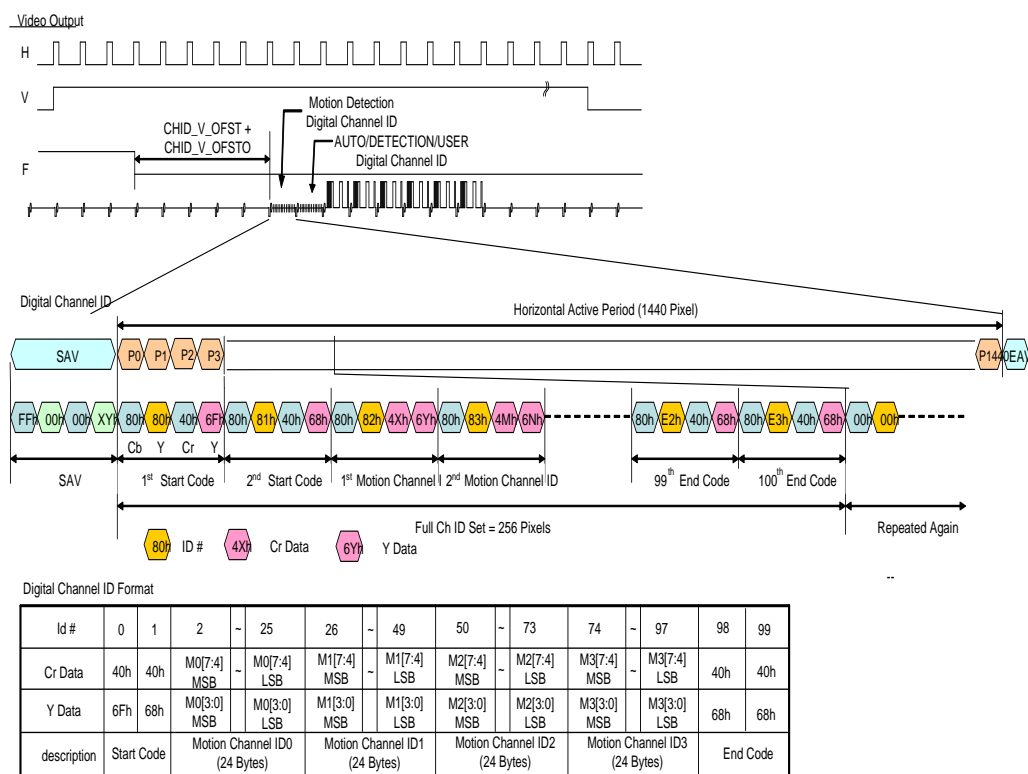 Video Output
H
V
F
Motion Detection
Digital Channel ID
CHID_V_OFST +
CHID_V_OFSTO
AUTO/DETECTION/USER
Digital Channel ID
Digital Channel ID
Horizontal Active Period (1440 Pixel)
SAV P0 P1 P2 P3 P1440 EAV
FFh 00h 00h XYh 80h 80h 40h 6Fh 80h 81h 40h 68h 80h 82h 4Xh 6Yh 80h 83h 4Mh 6Nh 80h E2h 40h 68h 80h E3h 40h 68h 00h 00h
Cb Y Cr Y
SAV 1st Start Code 2nd Start Code 1st Motion Channel I 2nd Motion Channel ID 99th End Code 100th End Code
Full Ch ID Set = 256 Pixels Repeated Again
80h ID # 4Xh Cr Data 6Yh Y Data
--
Digital Channel ID Format
Id # 0 1 2 ~ 25 26 ~ 49 50 ~ 73 74 ~ 97 98 99
Cr Data 40h 40h M0[7:4] MSB ~ M0[7:4] LSB M1[7:4] MSB ~ M1[7:4] LSB M2[7:4] MSB ~ M2[7:4] LSB M3[7:4] MSB ~ M3[7:4] LSB 40h 40h
Y Data 6Fh 68h M0[3:0] MSB M0[3:0] LSB M1[3:0] MSB M1[3:0] LSB M2[3:0] MSB M2[3:0] LSB M3[3:0] MSB M3[3:0] LSB 68h 68h
description Start Code Motion Channel ID0 (24 Bytes) Motion Channel ID1 (24 Bytes) Motion Channel ID2 (24 Bytes) Motion Channel ID3 (24 Bytes) End Code